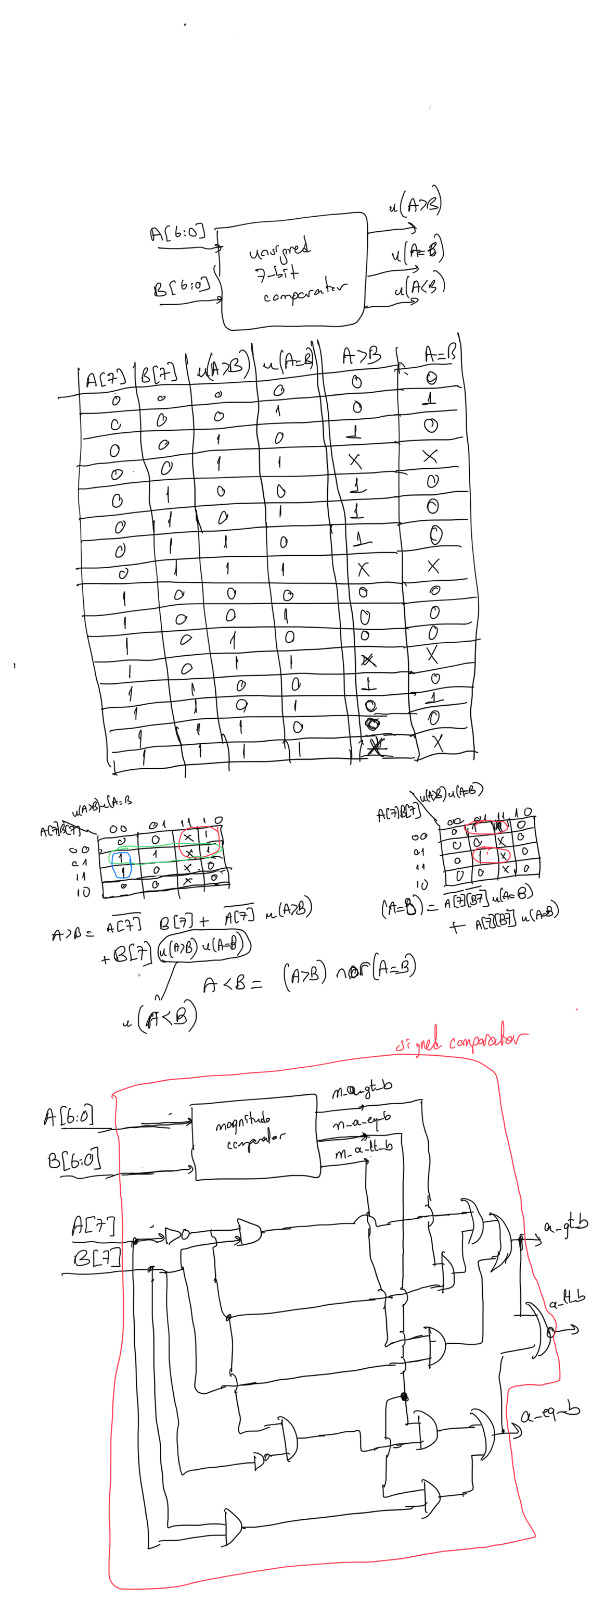 u(A>B)
A[6:0]
unsigned
7-bit
comparator
u(A=B)
B[6:0]
u(A<B)
A[7] B[7] u(A>B) u(A=B) A>B A=B
0 0 0 0 0 0
0 0 0 1 0 1
0 0 1 0 1 0
0 0 1 1 X X
0 1 0 0 1 0
0 1 0 1 1 0
0 1 1 0 1 0
0 1 1 1 X X
1 0 0 0 0 0
1 0 0 1 0 0
1 0 1 0 0 0
1 0 1 1 X X
1 1 0 0 1 0
1 1 0 1 0 1
1 1 1 0 0 0
1 1 1 1 X X
u(A>B)u(A=B
A[7]B[7] 00 01 11 10
00 0 0 X 1
01 1 1 X 1
11 1 0 X 0
10 0 0 X 0
u(A>B)u(A=B)
A[7]B[7] 00 01 11 10
00 0 1 X 0
01 0 0 X 0
11 0 1 X 0
10 0 0 X 0
A>B = A[7] B[7] + A[7] u(A>B)
+ B[7] u(A>B) u(A=B)
u(A<B)
(A=B) = A[7] B[7] u(A=B)
+ A[7]B[7] u(A=B)
A<B = (A>B) nor (A=B)
signed comparator
A[6:0]
B[6:0]
magnitude
comparator
m_a_gt_b
m_a_eq_b
m_a_lt_b
A[7]
B[7]
a_gt_b
a_lt_b
a_eq_b